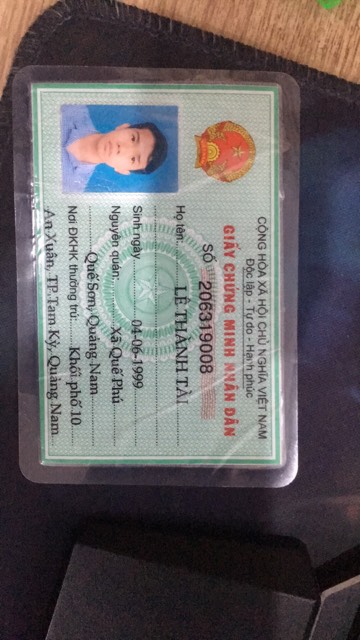 CỘNG HÒA XÃ HỘI CHỦ NGHĨA VIỆT NAM
Độc lập - Tự do - Hạnh phúc
GIẤY CHỨNG MINH NHÂN DÂN
SỐ 206319008
Họ tên: LÊ THÀNH TÀI
Sinh ngày 01-06-1999
Nguyên quán: Xã Quế Phú
Quế Sơn, Quảng Nam
Nơi ĐKHK thường trú: Khối phố 10
An Xuân, TP.Tam Kỳ, Quảng Nam